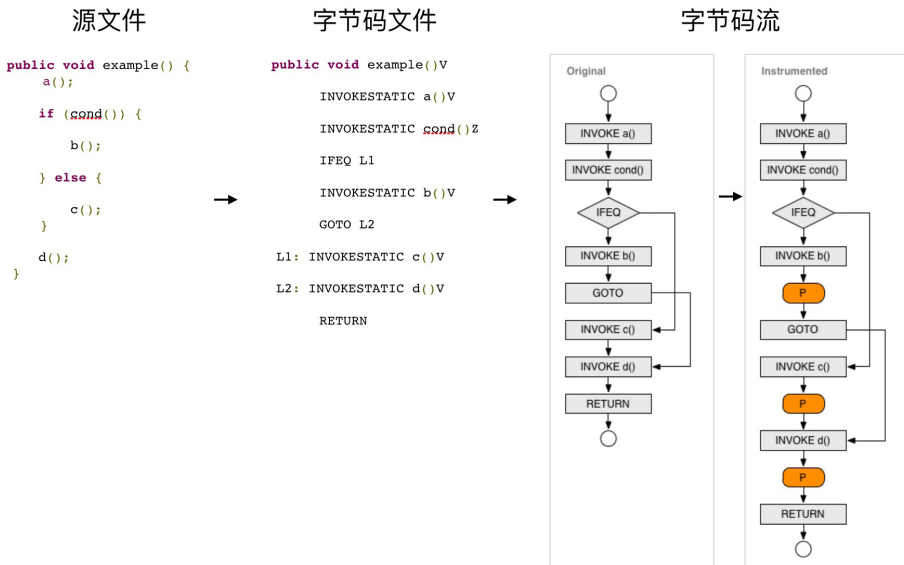 源文件
public void example() {
a();
if (cond()) {
b();
} else {
c();
}
d();
}
字节码文件
public void example()V
INVOKESTATIC a()V
INVOKESTATIC cond()Z
IFEQ L1
INVOKESTATIC b()V
GOTO L2
L1: INVOKESTATIC c()V
L2: INVOKESTATIC d()V
RETURN
字节码流
Original
INVOKE a()
INVOKE cond()
IFEQ
INVOKE b()
GOTO
INVOKE c()
INVOKE d()
RETURN
Instrumented
INVOKE a()
INVOKE cond()
IFEQ
INVOKE b()
P
GOTO
INVOKE c()
P
INVOKE d()
P
RETURN